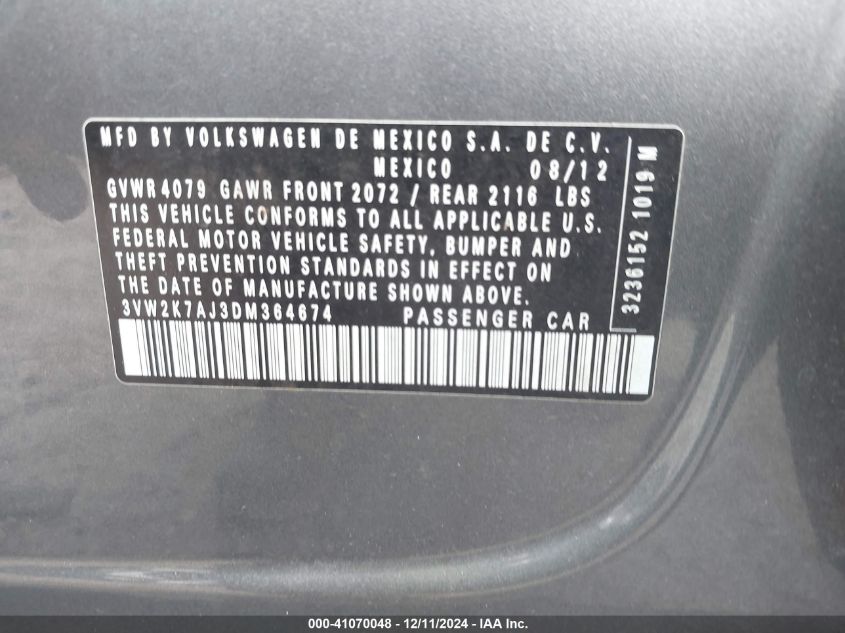 MFD BY VOLKSWAGEN DE MEXICO S.A. DE C.V.
MEXICO 08/12
GVWR 4079 GAWR FRONT 2072 / REAR 2116 LBS
THIS VEHICLE CONFORMS TO ALL APPLICABLE U.S.
FEDERAL MOTOR VEHICLE SAFETY, BUMPER AND
THEFT PREVENTION STANDARDS IN EFFECT ON
THE DATE OF MANUFACTURE SHOWN ABOVE.
3VW2K7AJ3DM364674 PASSENGER CAR
3236152 1019 M
000-41070048 - 12/11/2024 - IAA Inc.